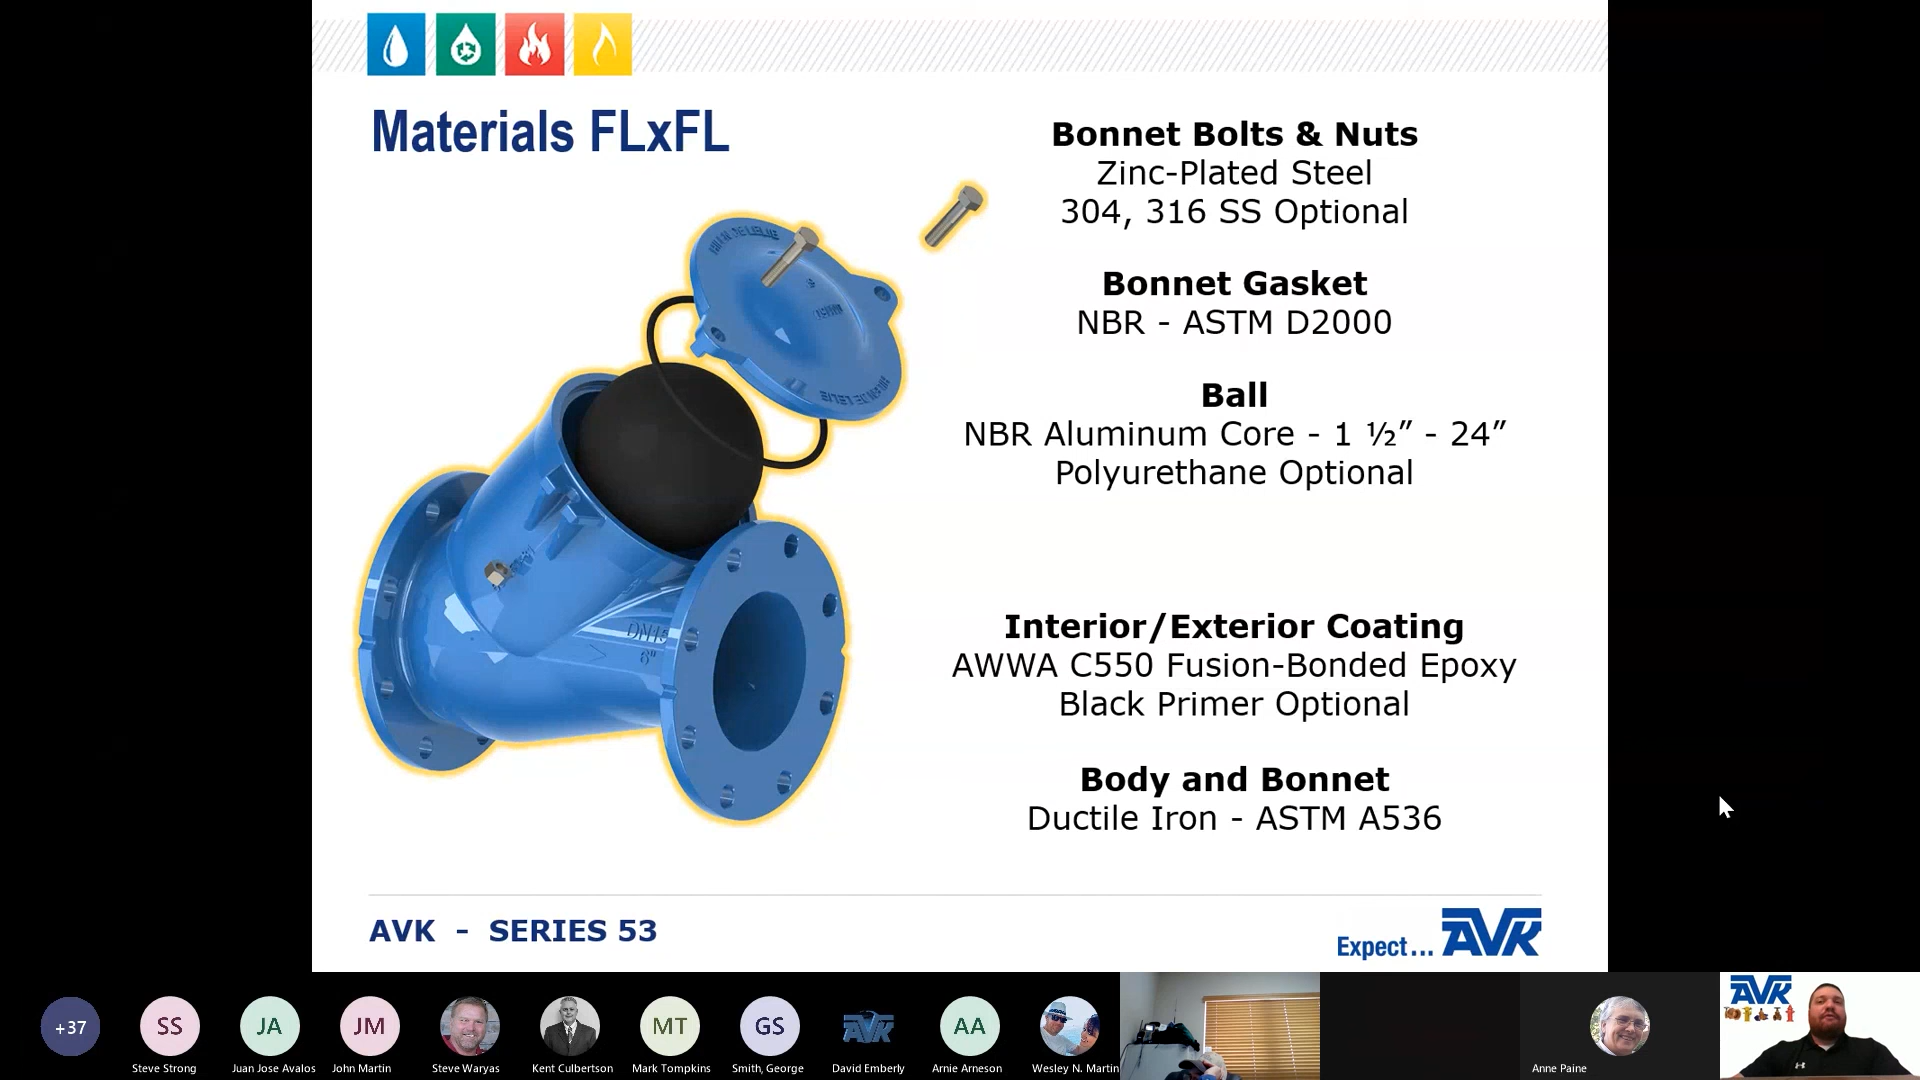 Materials FLxFL
Bonnet Bolts & Nuts
Zinc-Plated Steel
304, 316 SS Optional
Bonnet Gasket
NBR - ASTM D2000
Ball
NBR Aluminum Core - 1 ½” - 24”
Polyurethane Optional
Interior/Exterior Coating
AWWA C550 Fusion-Bonded Epoxy
Black Primer Optional
Body and Bonnet
Ductile Iron - ASTM A536
6"
AVK - SERIES 53
Expect... AVK
+37
SS
JA
JM
MT
GS
AVK
AA
AVK
Steve Strong
Juan Jose Avalos
John Martin
Steve Waryas
Kent Culbertson
Mark Tompkins
Smith, George
David Emberly
Arnie Arneson
Wesley N. Martin
Anne Paine